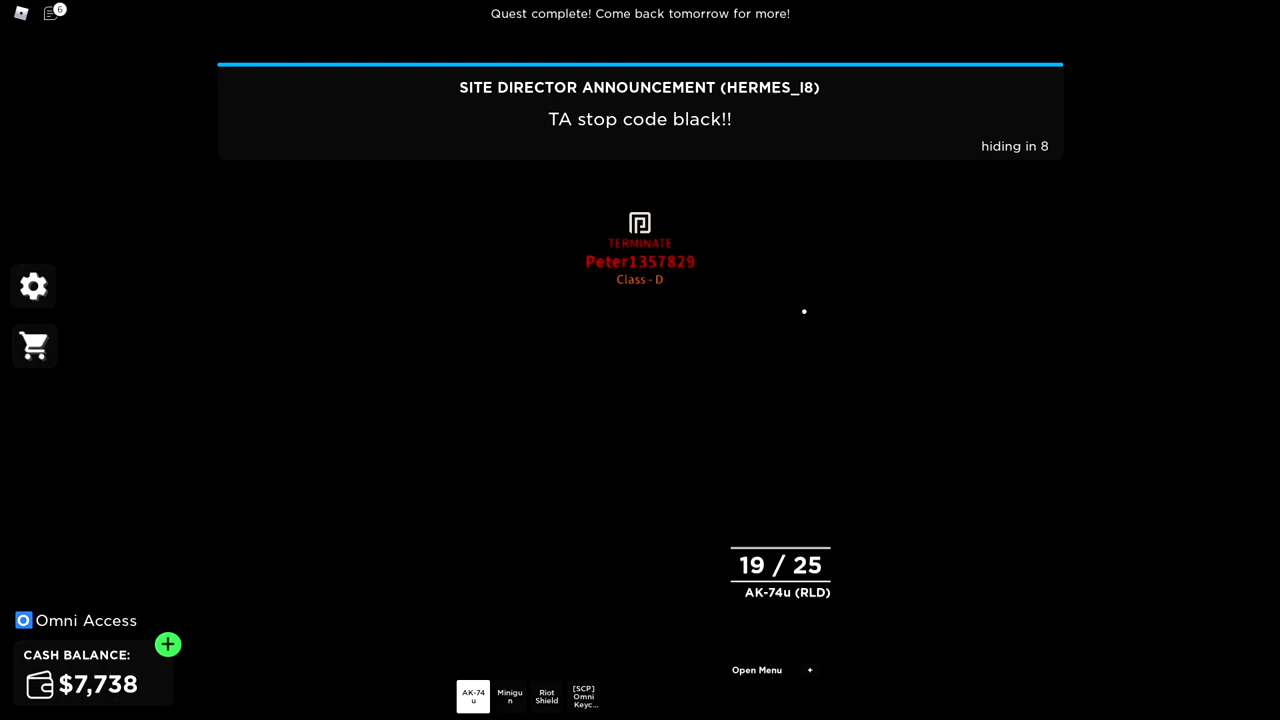 6
Quest complete! Come back tomorrow for more!
SITE DIRECTOR ANNOUNCEMENT (HERMES_I8)
TA stop code black!!
hiding in 8
TERMINATE
Peter1357829
Class - D
19 / 25
AK-74u (RLD)
O Omni Access
CASH BALANCE:
$7,738
Open Menu +
AK-74
u
Minigu
n
Riot
Shield
[SCP]
Omni
Keyc...